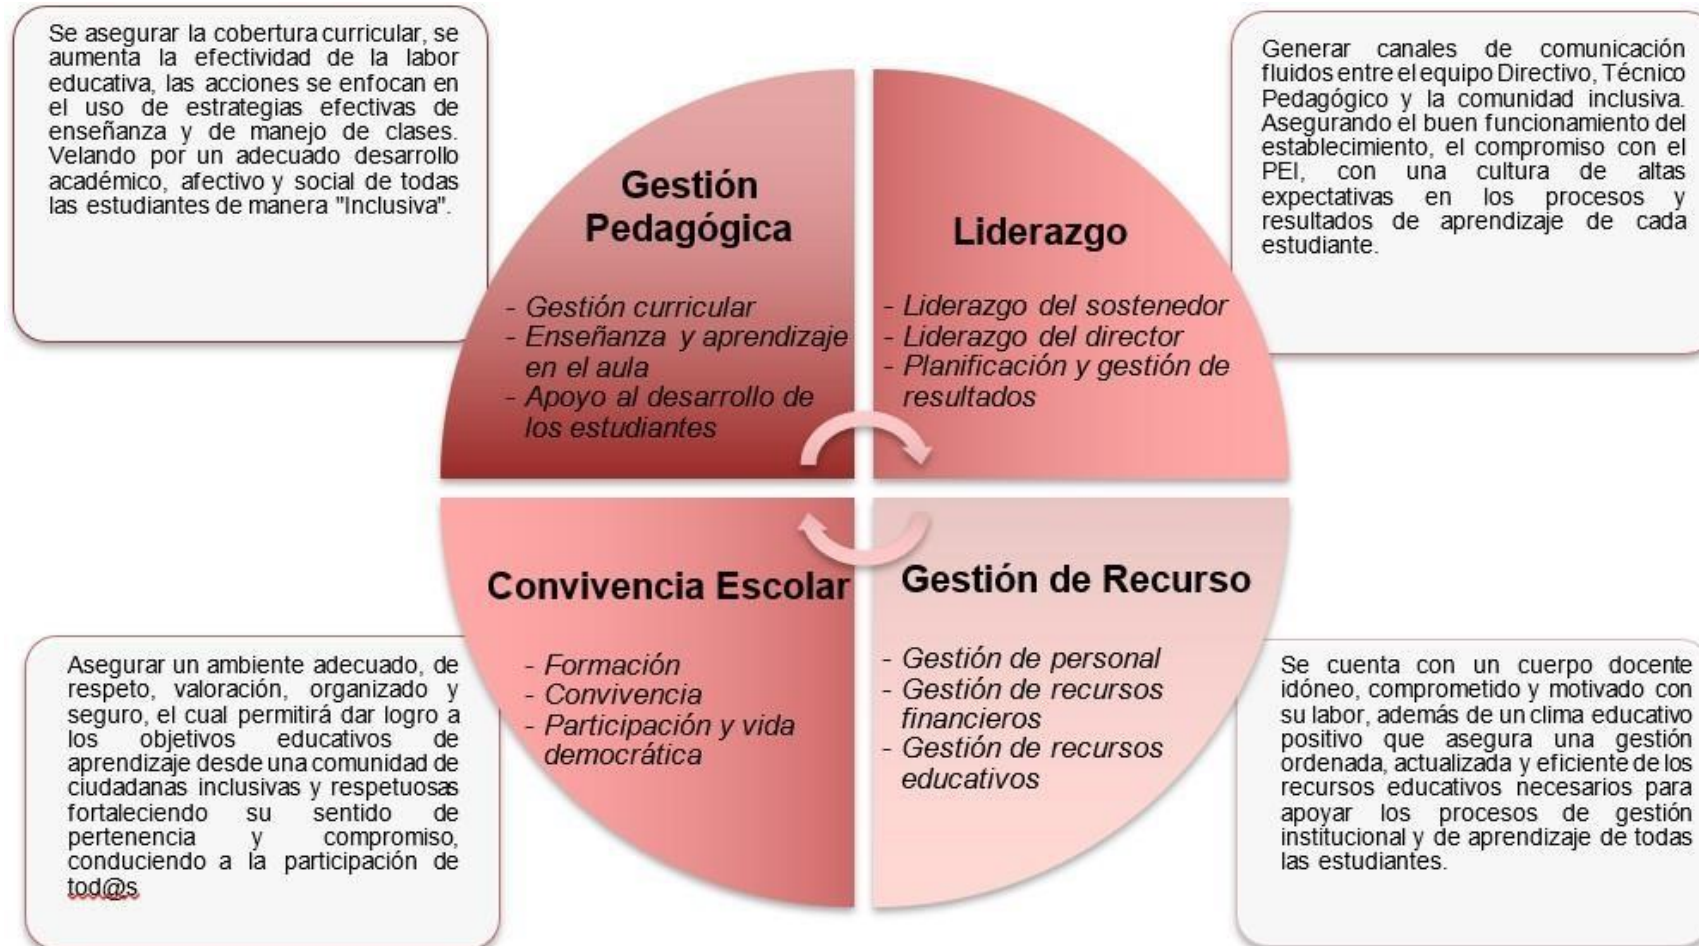 Se asegurar la cobertura curricular, se
aumenta la efectividad de la labor
educativa, las acciones se enfocan en
el uso de estrategias efectivas de
enseñanza y de manejo de clases.
Velando por un adecuado desarrollo
académico, afectivo y social de todas
las estudiantes de manera "Inclusiva".
Generar canales de comunicación
fluidos entre el equipo Directivo, Técnico
Pedagógico y la comunidad inclusiva.
Asegurando el buen funcionamiento del
establecimiento, el compromiso con el
PEI, con una cultura de altas
expectativas en los procesos y
resultados de aprendizaje de cada
estudiante.
Gestión
Pedagógica
- Gestión curricular
- Enseñanza y aprendizaje
en el aula
- Apoyo al desarrollo de
los estudiantes
Liderazgo
- Liderazgo del sostenedor
- Liderazgo del director
- Planificación y gestión de
resultados
Convivencia Escolar
- Formación
- Convivencia
- Participación y vida
democrática
Gestión de Recurso
- Gestión de personal
- Gestión de recursos
financieros
- Gestión de recursos
educativos
Asegurar un ambiente adecuado, de
respeto, valoración, organizado y
seguro, el cual permitirá dar logro a
los objetivos educativos de
aprendizaje desde una comunidad de
ciudadanas inclusivas y respetuosas
fortaleciendo su sentido de
pertenencia y compromiso,
conduciendo a la participación de
tod@s
Se cuenta con un cuerpo docente
idóneo, comprometido y motivado con
su labor, además de un clima educativo
positivo que asegura una gestión
ordenada, actualizada y eficiente de los
recursos educativos necesarios para
apoyar los procesos de gestión
institucional y de aprendizaje de todas
las estudiantes.